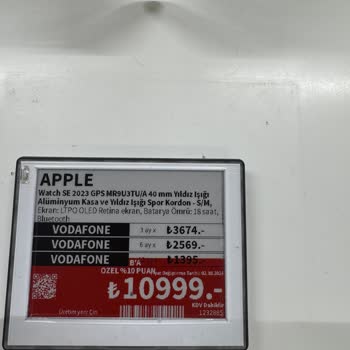 APPLE
Watch SE 2023 GPS MR9U3TU/A 40 mm Yıldız Işığı
Alüminyum Kasa ve Yıldız Işığı Spor Kordon - S/M,
Ekran: LTPO OLED Retina ekran, Batarya Ömrü: 18 saat,
Bluetooth
VODAFONE 3 ay x ₺3674.-
VODAFONE 6 ay x ₺2569.-
VODAFONE ₺1395.-
B'A
ÖZEL %10 PUAN
₺10999.-
KDV Dahildir
1232865